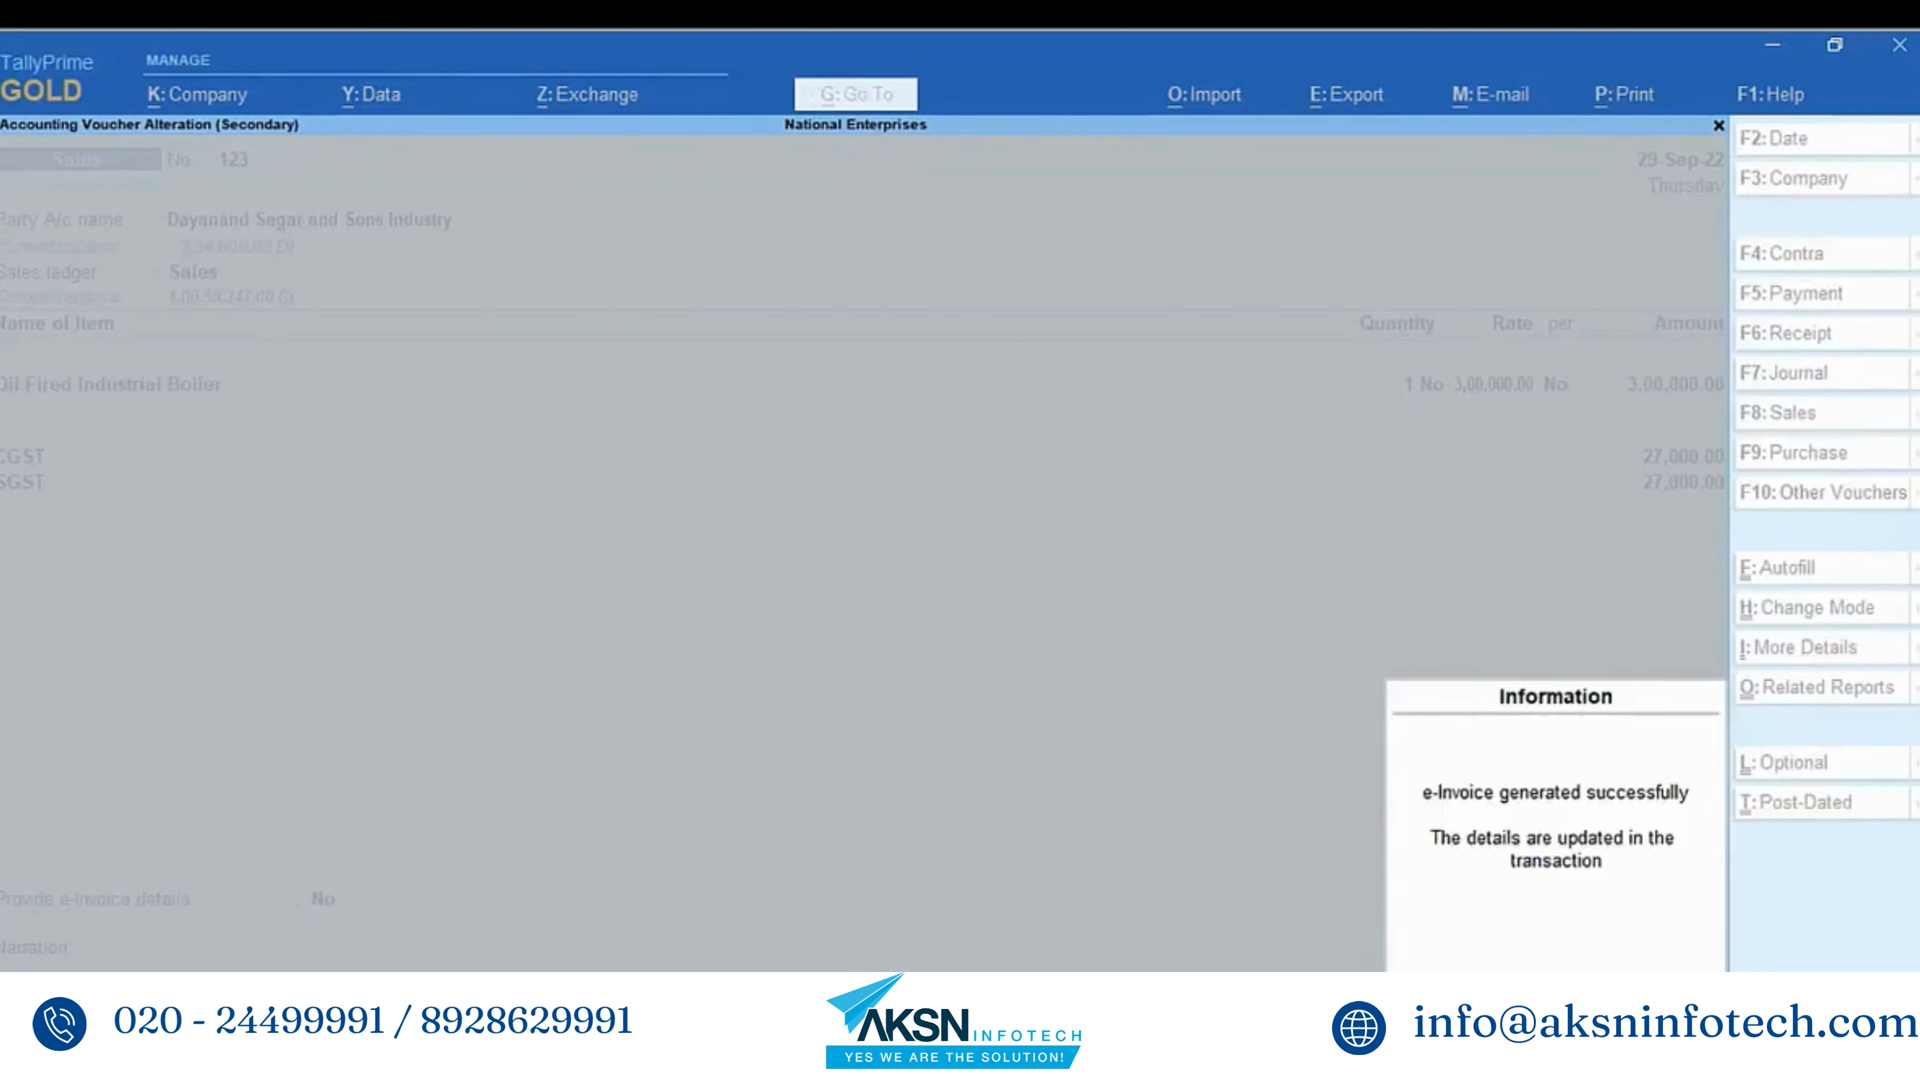 TallyPrime
GOLD
MANAGE
K: Company
Y: Data
Z: Exchange
G: Go To
O: Import
E: Export
M: E-mail
P: Print
F1: Help
Accounting Voucher Alteration (Secondary)
National Enterprises
Sales No 123
29-Sep-22
Thursday
Party A/c name Dayanand Sagar and Sons Industry
Sales ledger Sales
Name of Item Quantity Rate per Amount
Oil Fired Industrial Boiler 1 No 3,00,000.00 No 3,00,000.00
CGST 27,000.00
SGST 27,000.00
Provide e-Invoice details : No
Narration
F2: Date
F3: Company
F4: Contra
F5: Payment
F6: Receipt
F7: Journal
F8: Sales
F9: Purchase
F10: Other Vouchers
F: Autofill
H: Change Mode
I: More Details
O: Related Reports
L: Optional
T: Post-Dated
Information
e-Invoice generated successfully
The details are updated in the
transaction
020 - 24499991 / 8928629991
AKSN INFOTECH
YES WE ARE THE SOLUTION!
info@aksninfotech.com